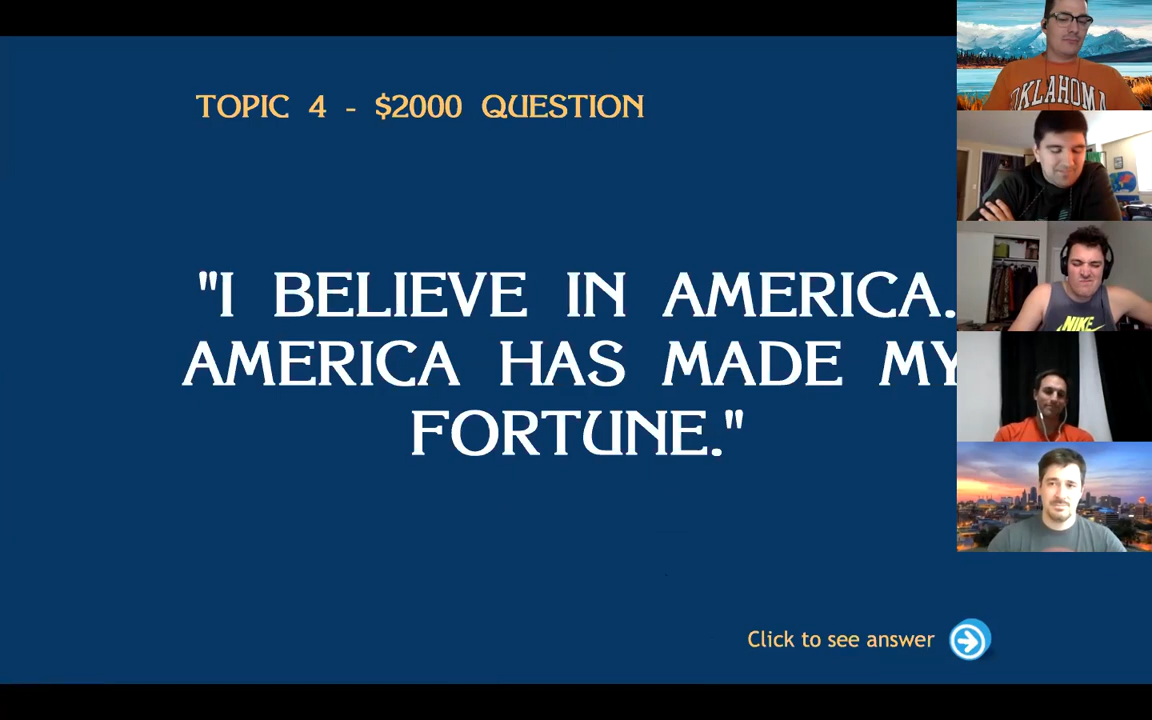 TOPIC 4 - $2000 QUESTION
"I BELIEVE IN AMERICA.
AMERICA HAS MADE MY
FORTUNE."
Click to see answer
OKLAHOMA
NIKE